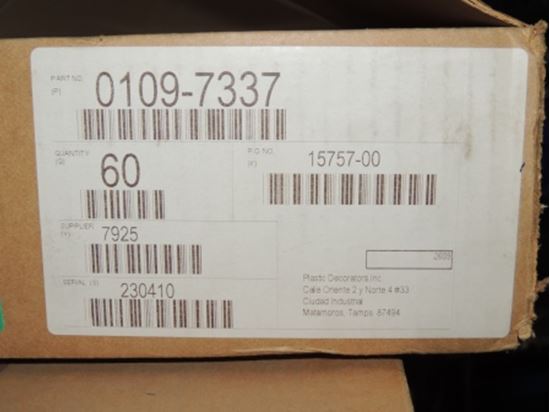 PART NO.
(P)
0109-7337
QUANTITY
(Q)
60
P.O NO.
(K)
15757-00
SUPPLIER
(V)
7925
SERIAL (S)
230410
2609
Plastic Decorators Inc.
Calle Oriente 2 y Norte 4 #33
Ciudad Industrial
Matamoros, Tamps. 87494